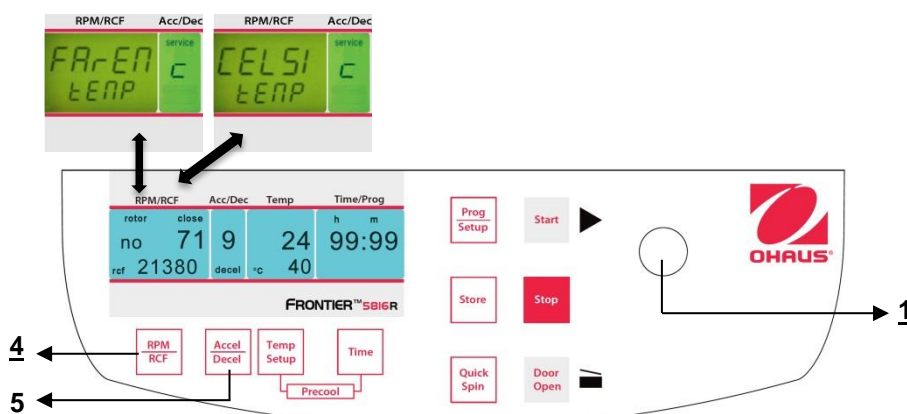 RPM/RCF Acc/Dec RPM/RCF Acc/Dec
service service
FArEN C CELSI C
tEMP tEMP
RPM/RCF Acc/Dec Temp Time/Prog
rotor close h m
no 71 9 24 99:99
rcf 21380 decel °C 40
FRONTIER™5816R
Prog
Setup
Start
OHAUS®
Store
Stop
1
4
RPM
RCF
Accel
Decel
Temp
Setup
Time
Precool
Quick
Spin
Door
Open
5